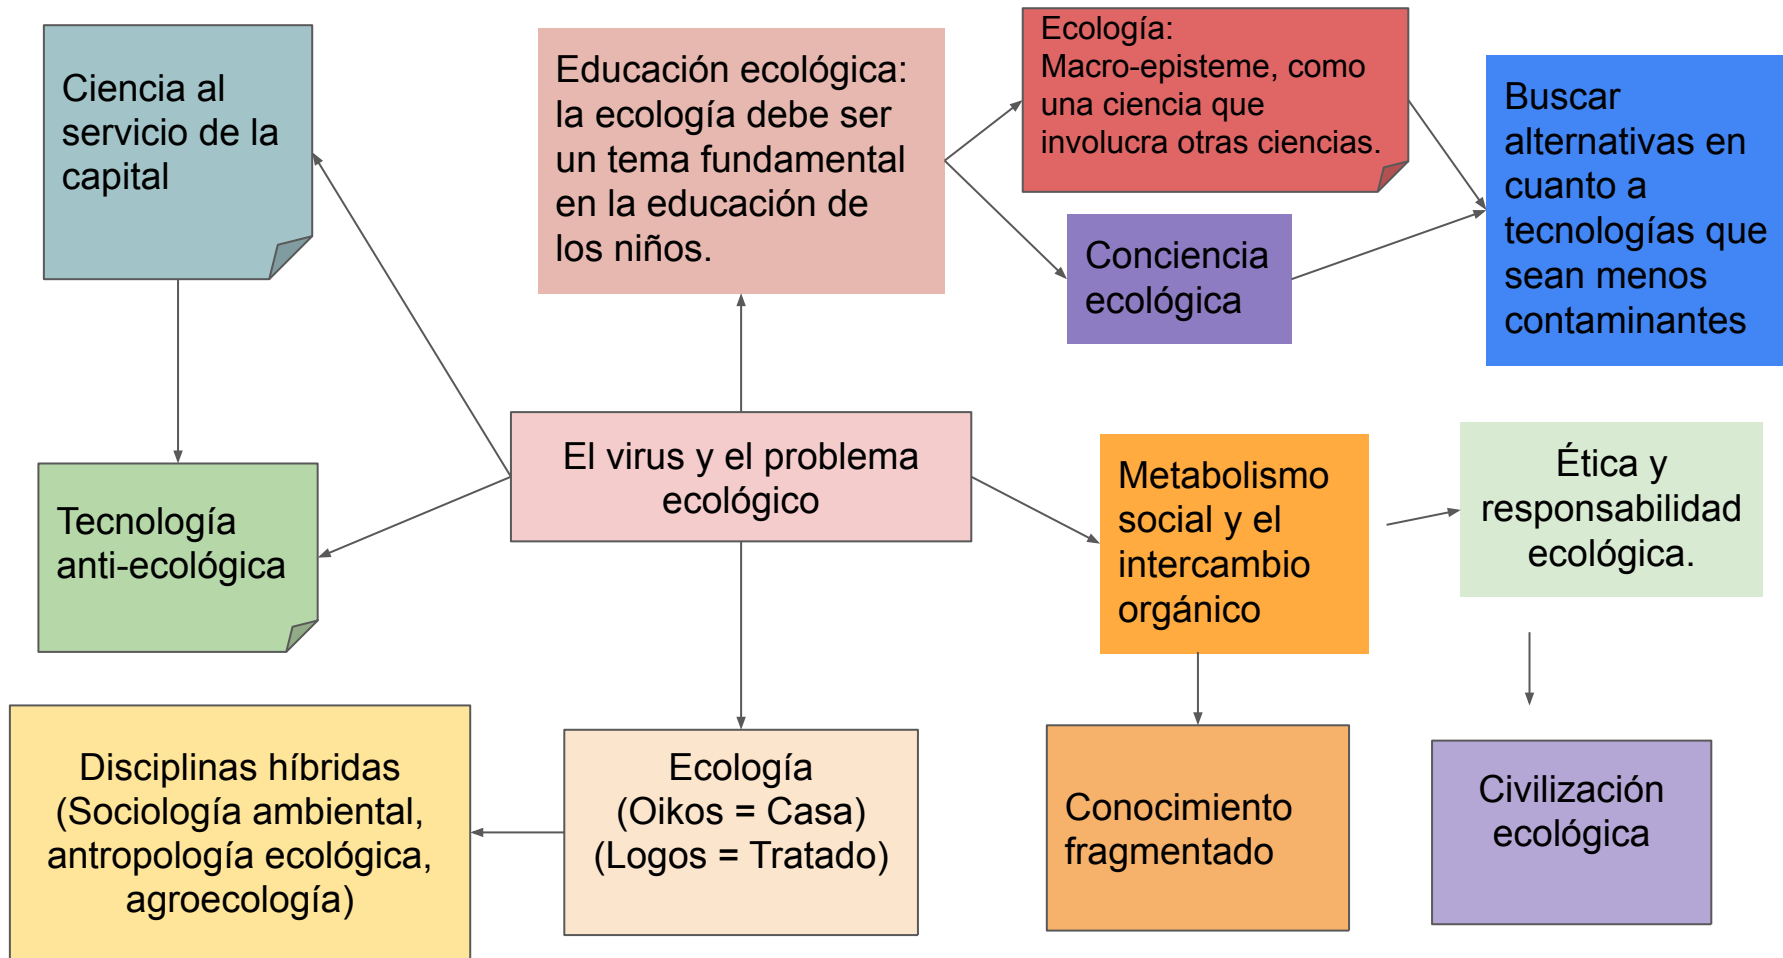 Ciencia al
servicio de la
capital
Educación ecológica:
la ecología debe ser
un tema fundamental
en la educación de
los niños.
Ecología:
Macro-episteme, como
una ciencia que
involucra otras ciencias.
Buscar
alternativas en
cuanto a
tecnologías que
sean menos
contaminantes
Conciencia
ecológica
Tecnología
anti-ecológica
El virus y el problema
ecológico
Metabolismo
social y el
intercambio
orgánico
Ética y
responsabilidad
ecológica.
Disciplinas híbridas
(Sociología ambiental,
antropología ecológica,
agroecología)
Ecología
(Oikos = Casa)
(Logos = Tratado)
Conocimiento
fragmentado
Civilización
ecológica